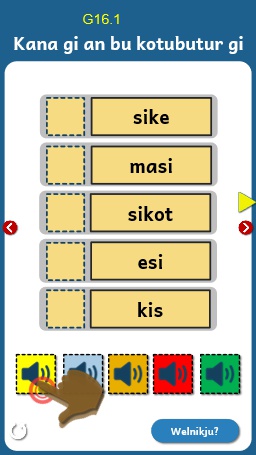 G16.1
Kana gi an bu kotubutur gi
sike
masi
sikot
esi
kis
Welnikju?